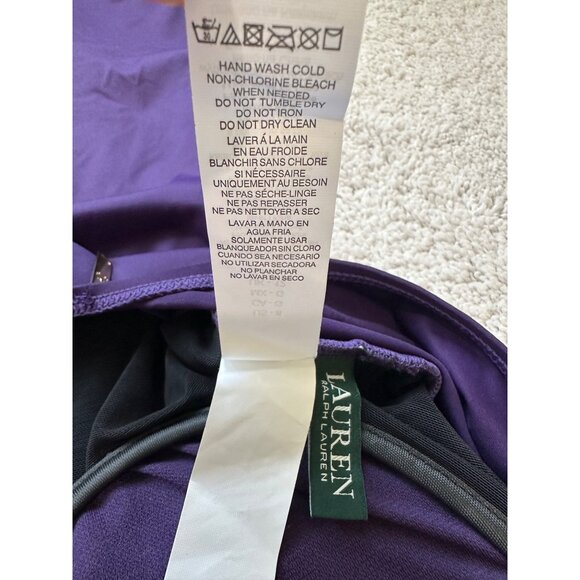 30
HAND WASH COLD
NON-CHLORINE BLEACH
WHEN NEEDED
DO NOT TUMBLE DRY
DO NOT IRON
DO NOT DRY CLEAN
LAVER Á LA MAIN
EN EAU FROIDE
BLANCHIR SANS CHLORE
SI NÉCESSAIRE
UNIQUEMENT AU BESOIN
NE PAS SÉCHE-LINGE
NE PAS REPASSER
NE PAS NETTOYER A SEC
LAVAR A MANO EN
AGUA FRIA
SOLAMENTE USAR
BLANQUEADOR SIN CLORO
CUANDO SEA NECESARIO
NO UTILIZAR SECADORA
NO PLANCHAR
NO LAVAR EN SECO
LAUREN
RALPH LAUREN